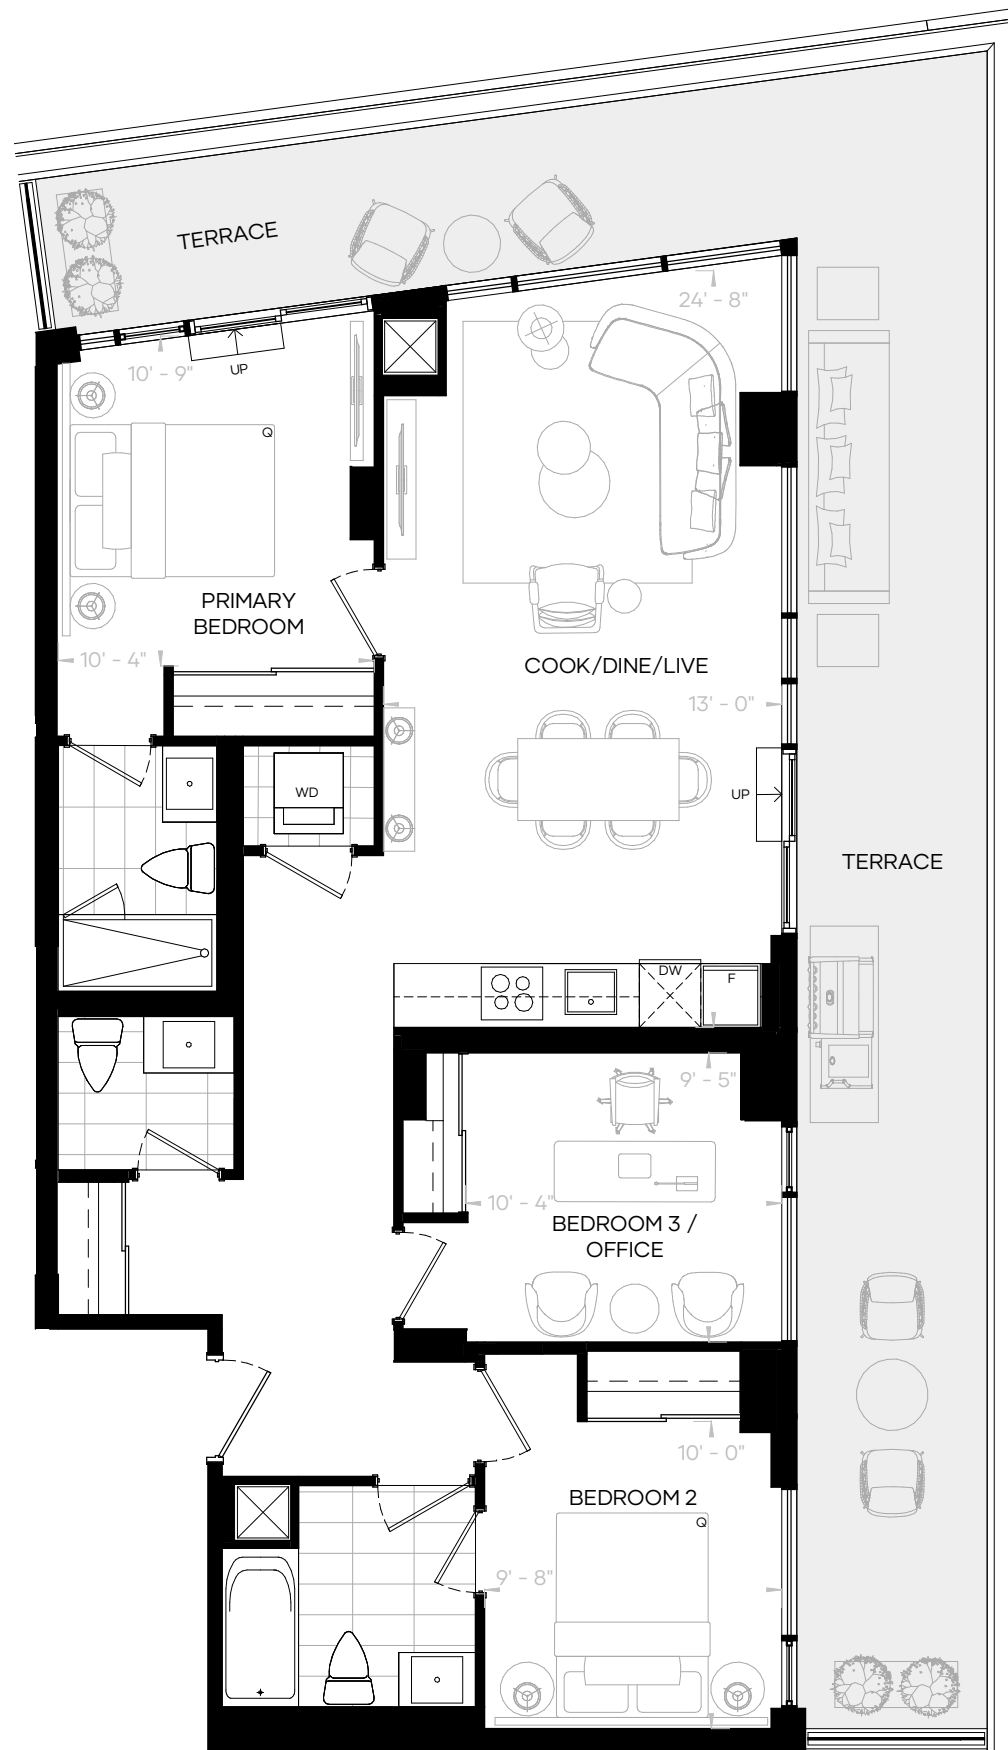 TERRACE
24' - 8"
10' - 9"
UP
Q
PRIMARY
BEDROOM
10' - 4"
COOK/DINE/LIVE
13' - 0"
WD
UP
TERRACE
DW
F
9' - 5"
10' - 4"
BEDROOM 3 /
OFFICE
10' - 0"
BEDROOM 2
Q
9' - 8"